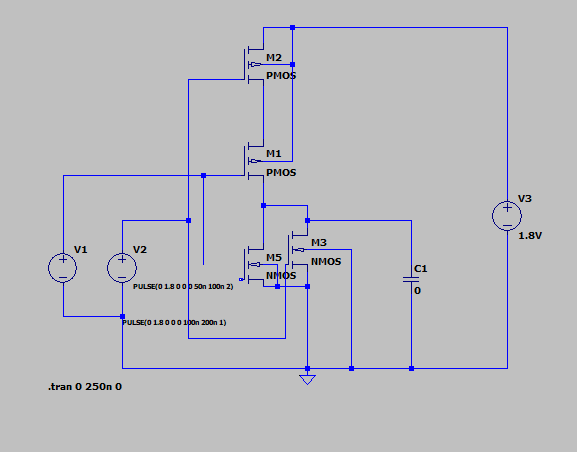 M2
PMOS
M1
PMOS
V3
1.8V
V1
V2
M5
NMOS
M3
NMOS
C1
0
PULSE(0 1.8 0 0 0 50n 100n 2)
PULSE(0 1.8 0 0 0 100n 200n 1)
.tran 0 250n 0